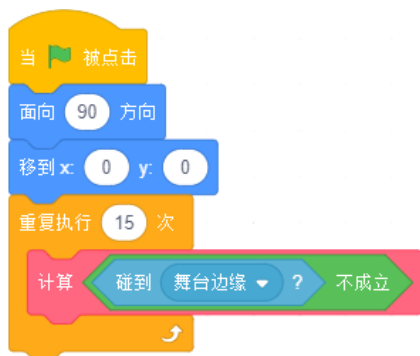 当 被点击
面向 90 方向
移到 x: 0 y: 0
重复执行 15 次
计算 碰到 舞台边缘 ? 不成立